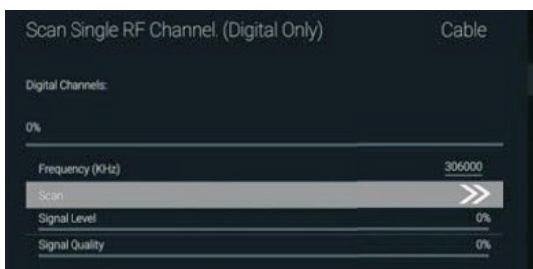 Scan Single RF Channel. (Digital Only) Cable
Digital Channels:
0%
Frequency (KHz) 306000
Scan
Signal Level 0%
Signal Quality 0%